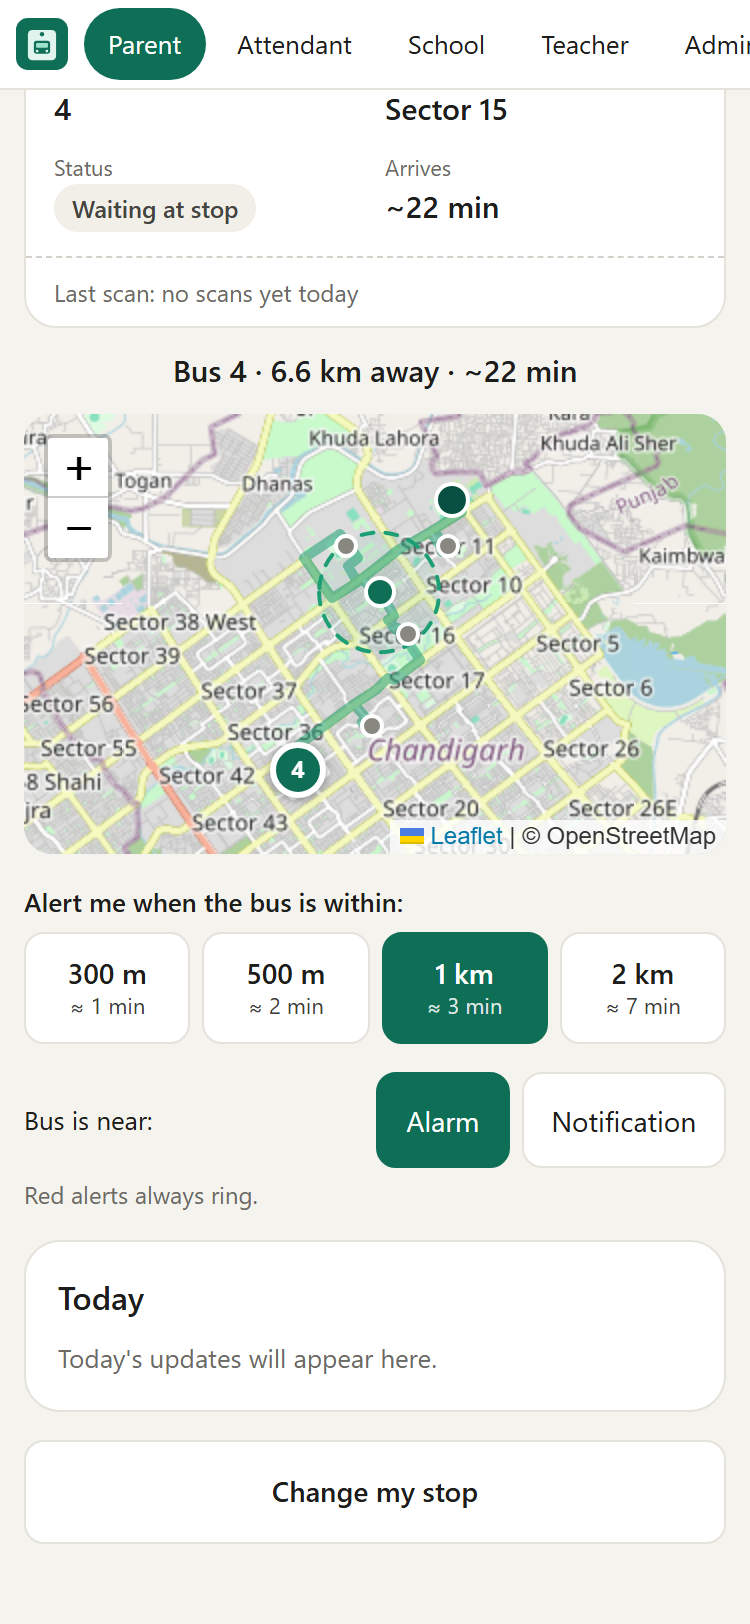 Parent Attendant School Teacher Admin
4 Sector 15
Status Arrives
Waiting at stop ~22 min
Last scan: no scans yet today
Bus 4 · 6.6 km away · ~22 min
Khuda Lahora
Khuda Ali Sher
+
Togan
Dhanas
Punjab
−
11
Kaimbwa
Sector 10
Sector 38 West
16
Sector 5
Sector 39
Sector 17
Sector 37
Sector 6
Sector 56
Sector 36
Sector 55
Chandigarh
Sector 26
4
8 Shahi
Sector 42
jra
Sector 20
Sector 26E
Sector 43
Leaflet | © OpenStreetMap
Alert me when the bus is within:
300 m 500 m 1 km 2 km
≈ 1 min ≈ 2 min ≈ 3 min ≈ 7 min
Bus is near: Alarm Notification
Red alerts always ring.
Today
Today's updates will appear here.
Change my stop